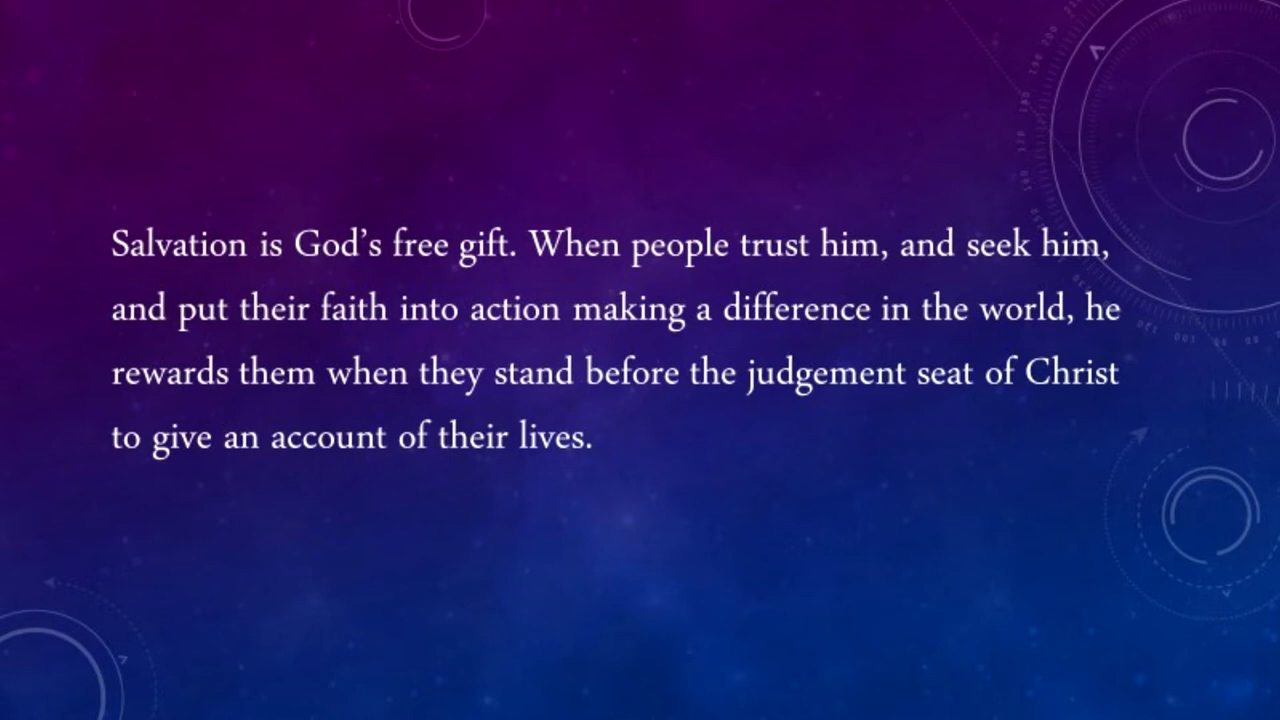 Salvation is God’s free gift. When people trust him, and seek him,
and put their faith into action making a difference in the world, he
rewards them when they stand before the judgement seat of Christ
to give an account of their lives.